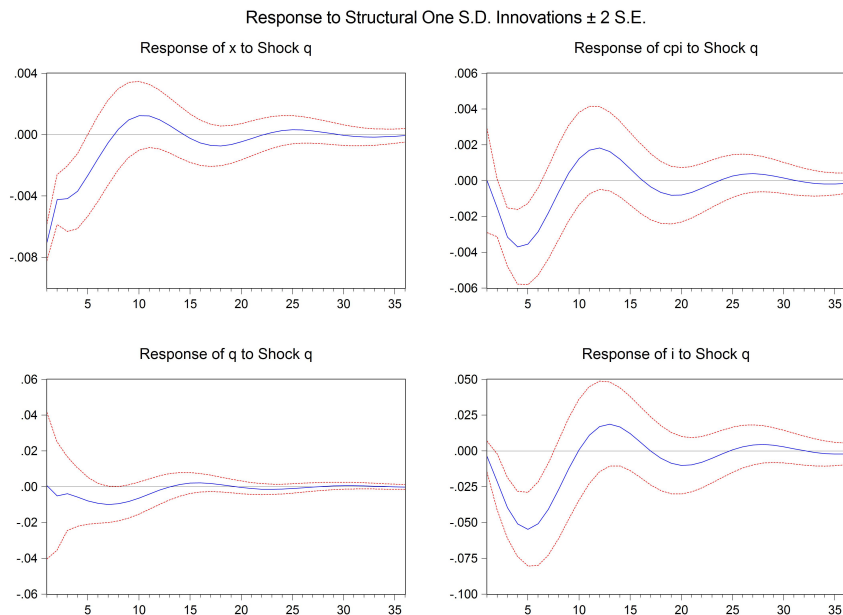 Response to Structural One S.D. Innovations ± 2 S.E.
Response of x to Shock q
.004
.000
-.004
-.008
5 10 15 20 25 30 35
Response of cpi to Shock q
.006
.004
.002
.000
-.002
-.004
-.006
5 10 15 20 25 30 35
Response of q to Shock q
.06
.04
.02
.00
-.02
-.04
-.06
5 10 15 20 25 30 35
Response of i to Shock q
.050
.025
.000
-.025
-.050
-.075
-.100
5 10 15 20 25 30 35